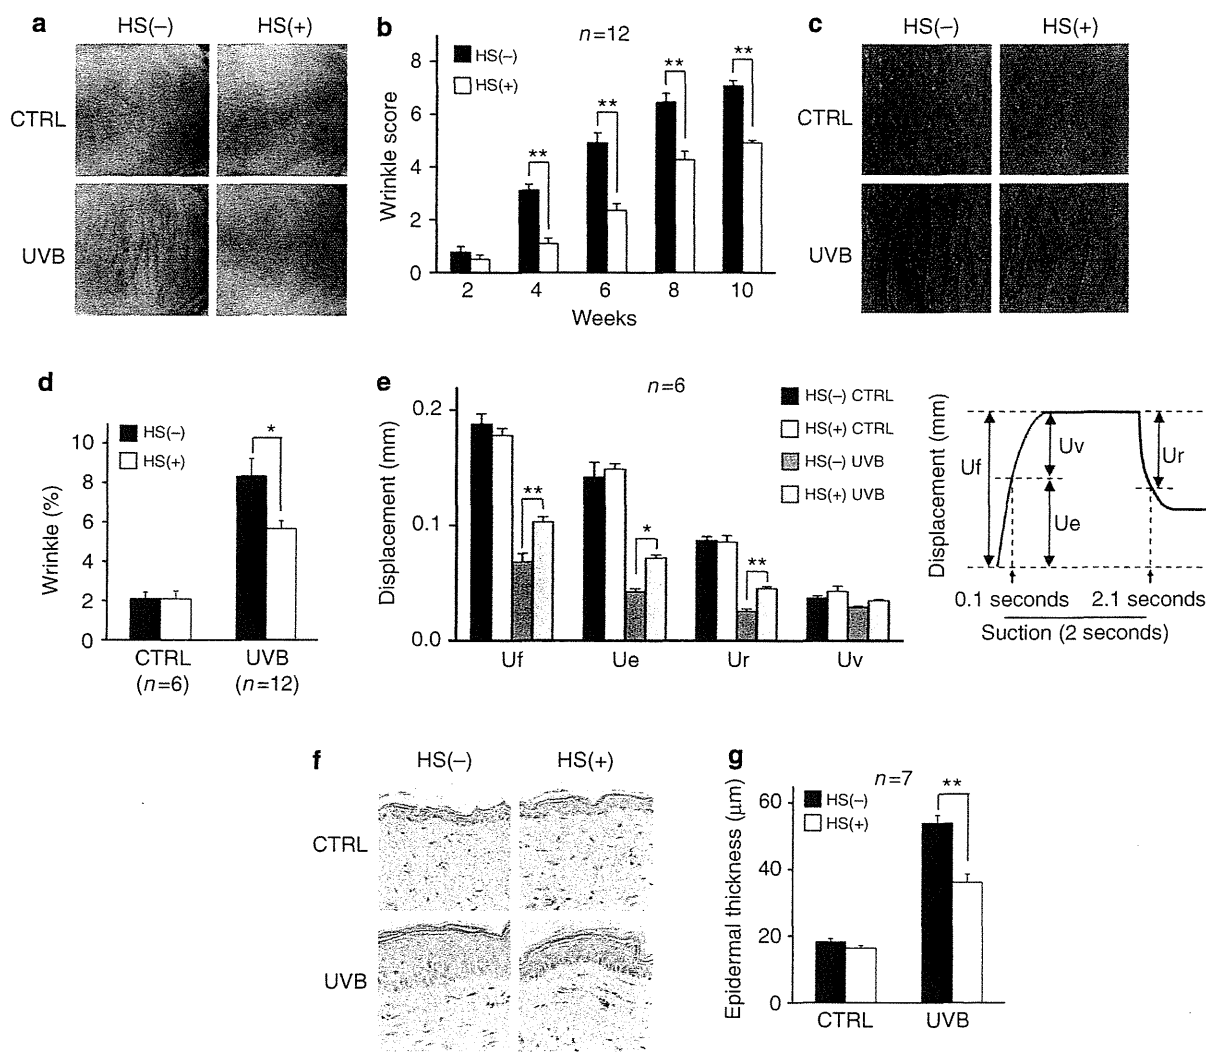 a
HS(–)
HS(+)
CTRL
UVB
b
n=12
HS(–)
HS(+)
Wrinkle score
8
6
4
2
0
**
**
**
**
2 4 6 8 10
Weeks
c
HS(–)
HS(+)
CTRL
UVB
d
HS(–)
HS(+)
Wrinkle (%)
10
8
6
4
2
0
*
CTRL
(n=6)
UVB
(n=12)
e
n=6
HS(–) CTRL
HS(+) CTRL
HS(–) UVB
HS(+) UVB
Displacement (mm)
0.2
0.1
0.0
**
*
**
Uf Ue Ur Uv
Displacement (mm)
Uf
Uv
Ue
Ur
0.1 seconds 2.1 seconds
Suction (2 seconds)
f
HS(–)
HS(+)
CTRL
UVB
g
n=7
HS(–)
HS(+)
Epidermal thickness (μm)
60
40
20
0
**
CTRL UVB